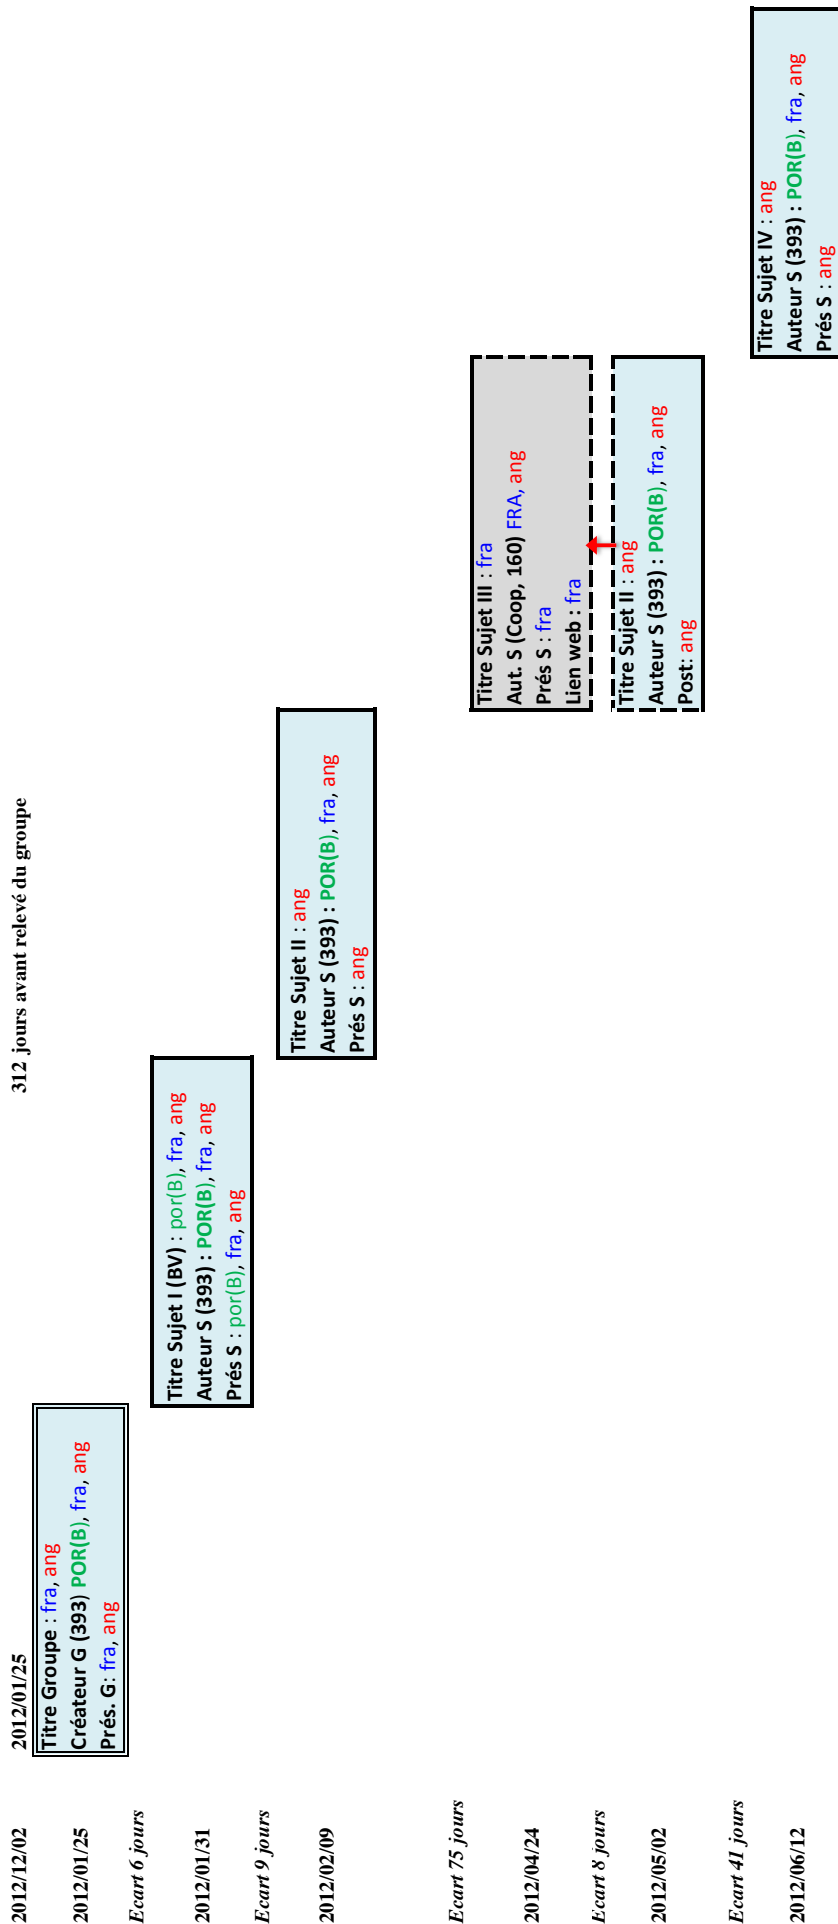 2012/12/02
2012/01/25
312 jours avant relevé du groupe
2012/01/25
Titre Groupe : fra, ang
Créateur G (393) POR(B), fra, ang
Prés. G: fra, ang
Ecart 6 jours
2012/01/31
Titre Sujet I (BV) : por(B), fra, ang
Auteur S (393) : POR(B), fra, ang
Prés S : por(B), fra, ang
Ecart 9 jours
2012/02/09
Titre Sujet II : ang
Auteur S (393) : POR(B), fra, ang
Prés S : ang
Ecart 75 jours
2012/04/24
Titre Sujet III : fra
Aut. S (Coop, 160) FRA, ang
Prés S : fra
Lien web : fra
Ecart 8 jours
2012/05/02
Titre Sujet II : ang
Auteur S (393) : POR(B), fra, ang
Post: ang
Ecart 41 jours
2012/06/12
Titre Sujet IV : ang
Auteur S (393) : POR(B), fra, ang
Prés S : ang